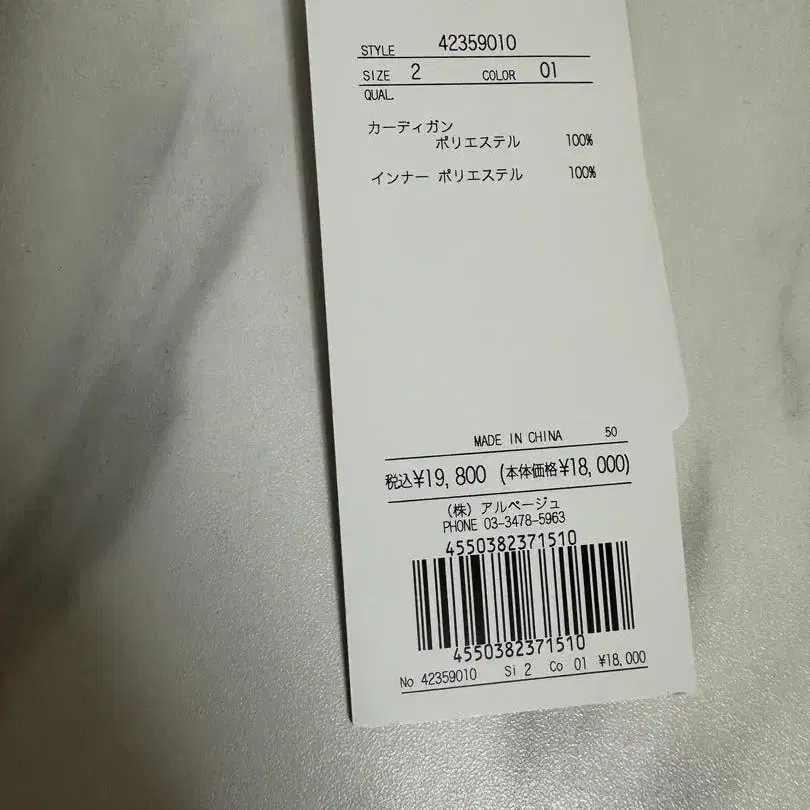 STYLE 42359010
SIZE 2 COLOR 01
QUAL.
カーディガン
ポリエステル 100%
インナー ポリエステル 100%
MADE IN CHINA 50
税込¥19,800 (本体価格¥18,000)
(株) アルページュ
PHONE 03-3478-5963
4550382371510
4550382371510
No 42359010 Si 2 Co 01 ¥18,000